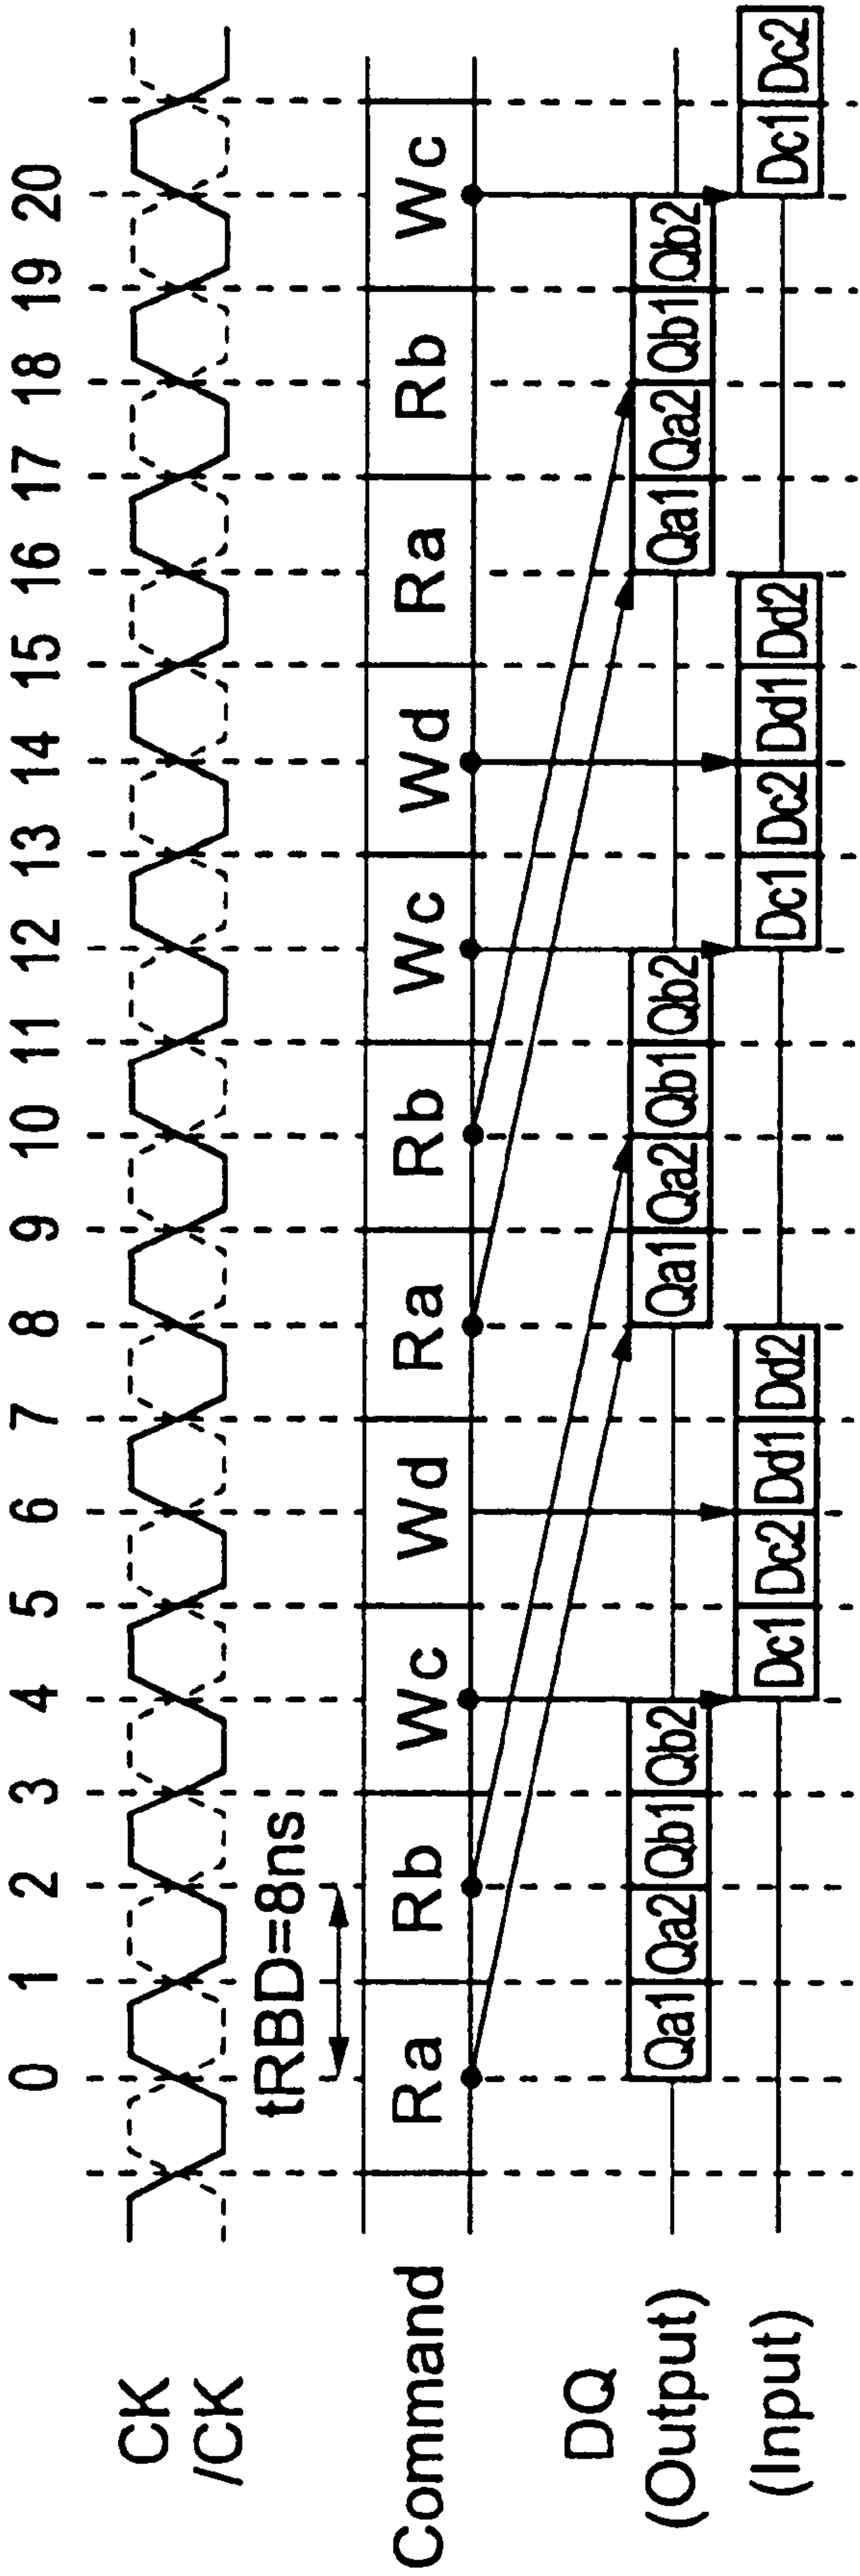 0 1 2 3 4 5 6 7 8 9 10 11 12 13 14 15 16 17 18 19 20
CK
/CK
tRBD=8ns
Command Ra Rb Wc Wd Ra Rb Wc Wd Ra Rb Wc
DQ
(Output) Qa1 Qa2 Qb1 Qb2 Qa1 Qa2 Qb1 Qb2 Qa1 Qa2 Qb1 Qb2
(Input) Dc1 Dc2 Dd1 Dd2 Dc1 Dc2 Dd1 Dd2 Dc1 Dc2